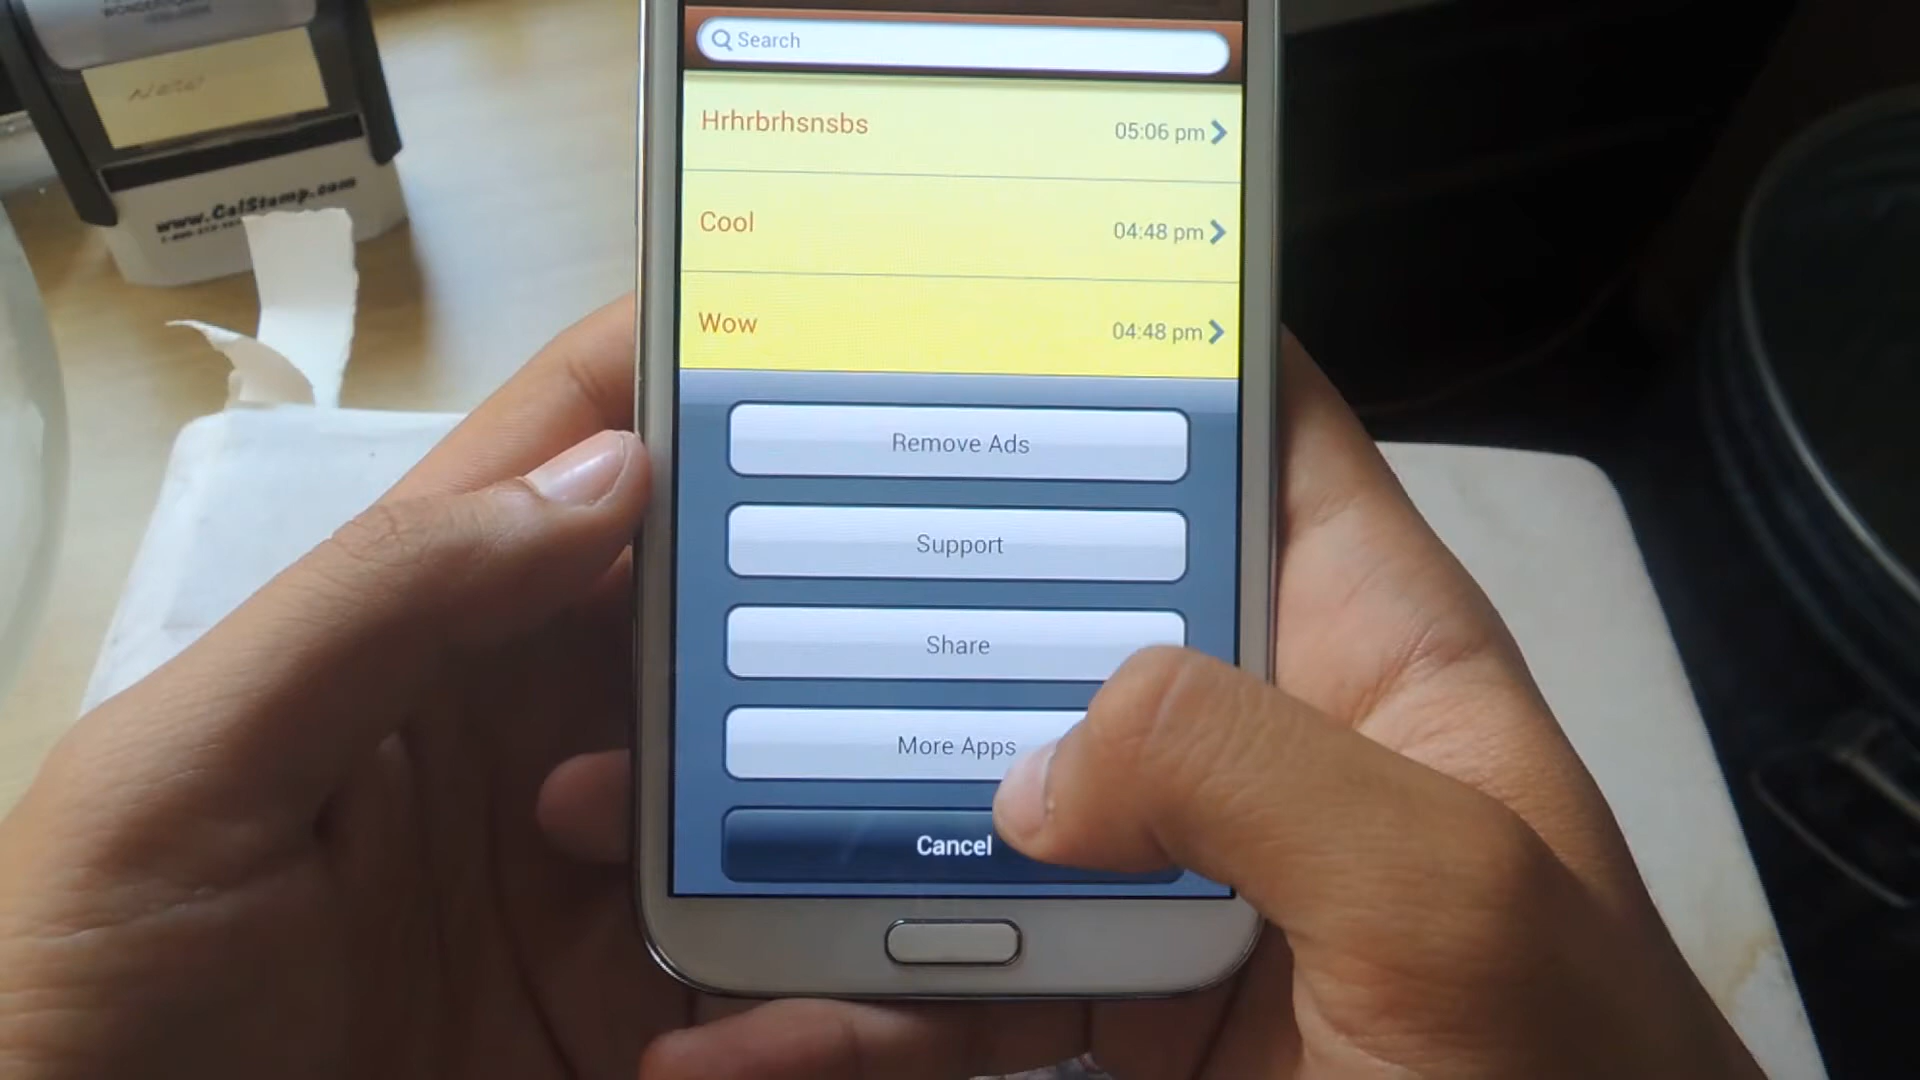 New
www.CalStamp.com
Search
Hrhrbrhsnsbs 05:06 pm
Cool 04:48 pm
Wow 04:48 pm
Remove Ads
Support
Share
More Apps
Cancel